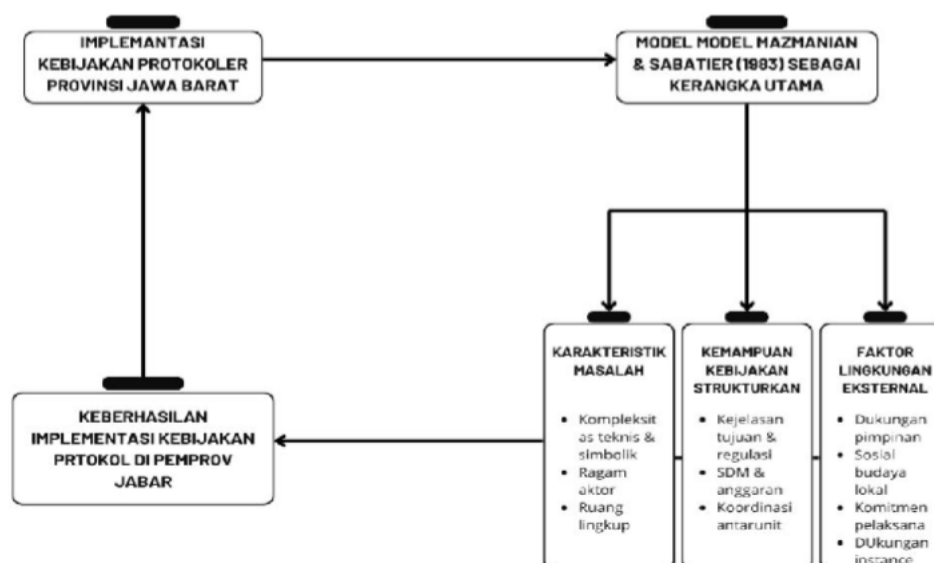 IMPLEMANTASI
KEBIJAKAN PROTOKOLER
PROVINSI JAWA BARAT
MODEL MODEL MAZMANIAN
& SABATIER (1983) SEBAGAI
KERANGKA UTAMA
KARAKTERISTIK
MASALAH
• Kompleksit
as teknis &
simbolik
• Ragam
aktor
• Ruang
lingkup
KEMAMPUAN
KEBIJAKAN
STRUKTURKAN
• Kejelasan
tujuan &
regulasi
• SDM &
anggaran
• Koordinasi
antarunit
FAKTOR
LINGKUNGAN
EKSTERNAL
• Dukungan
pimpinan
• Sosial
budaya
lokal
• Komitmen
pelaksana
• DUkungan
instance
KEBERHASILAN
IMPLEMENTASI KEBIJAKAN
PRTOKOL DI PEMPROV
JABAR